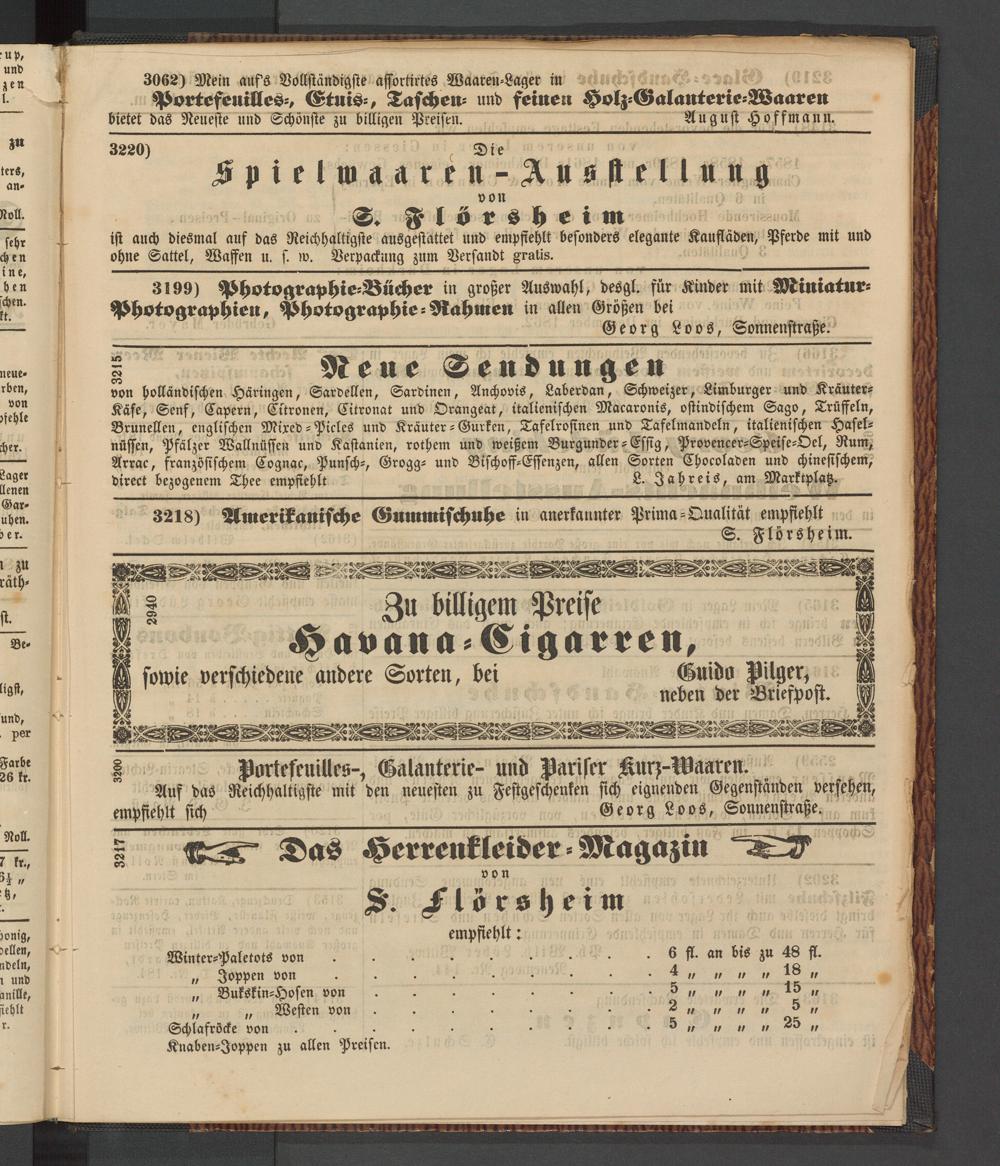 3062) Mein auf's Vollständigste assortirtes Waaren-Lager in
Portefeuilles-, Etuis-, Taschen- und feinen Holz-Galanterie-Waaren
bietet das Neueste und Schönste zu billigen Preisen. August Hoffmann.
3220) Die
Spielwaaren-Ausstellung
von
S. Flörsheim
ist auch diesmal auf das Reichhaltigste ausgestattet und empfiehlt besonders elegante Kaufläden, Pferde mit und
ohne Sattel, Waffen u. s. w. Verpackung zum Versandt gratis.
3199) Photographie-Bücher in großer Auswahl, desgl. für Kinder mit Miniatur-
Photographien, Photographie-Rahmen in allen Größen bei
Georg Loos, Sonnenstraße.
3215
Neue Sendungen
von holländischen Häringen, Sardellen, Sardinen, Anchovis, Laberdan, Schweizer, Limburger und Kräuter-
Käse, Senf, Capern, Citronen, Citronat und Orangeat, italienischen Macaronis, ostindischem Sago, Trüffeln,
Brunellen, englischen Mixed-Picles und Kräuter-Gurken, Tafelrosinen und Tafelmandeln, italienischen Hasel-
nüssen, Pfälzer Wallnüssen und Kastanien, rothem und weißem Burgunder-Essig, Provencer-Speise-Oel, Rum,
Arrac, französischem Cognac, Punsch-, Grogg- und Bischoff-Essenzen, allen Sorten Chocoladen und chinesischem,
direct bezogenem Thee empfiehlt L. Jahreis, am Marktplatz.
3218) Amerikanische Gummischuhe in anerkannter Prima-Qualität empfiehlt
S. Flörsheim.
2940
Zu billigem Preise
Havana-Cigarren,
sowie verschiedene andere Sorten, bei Guido Pilger,
neben der Briefpost.
3200
Portefeuilles-, Galanterie- und Pariser Kurz-Waaren.
Auf das Reichhaltigste mit den neuesten zu Festgeschenken sich eignenden Gegenständen versehen,
empfiehlt sich Georg Loos, Sonnenstraße.
3217
Das Herrenkleider-Magazin
von
S. Flörsheim
empfiehlt:
Winter-Paletots von . . . . . . . . . 6 fl. an bis zu 48 fl.
„ Joppen von . . . . . . . . . 4 „ „ „ „ 18 „
„ Bukskin-Hosen von . . . . . . . . 5 „ „ „ „ 15 „
„ „ Westen von . . . . . . . . 2 „ „ „ „ 5 „
Schlafröcke von . . . . . . . . . . 5 „ „ „ „ 25 „
Knaben-Joppen zu allen Preisen.